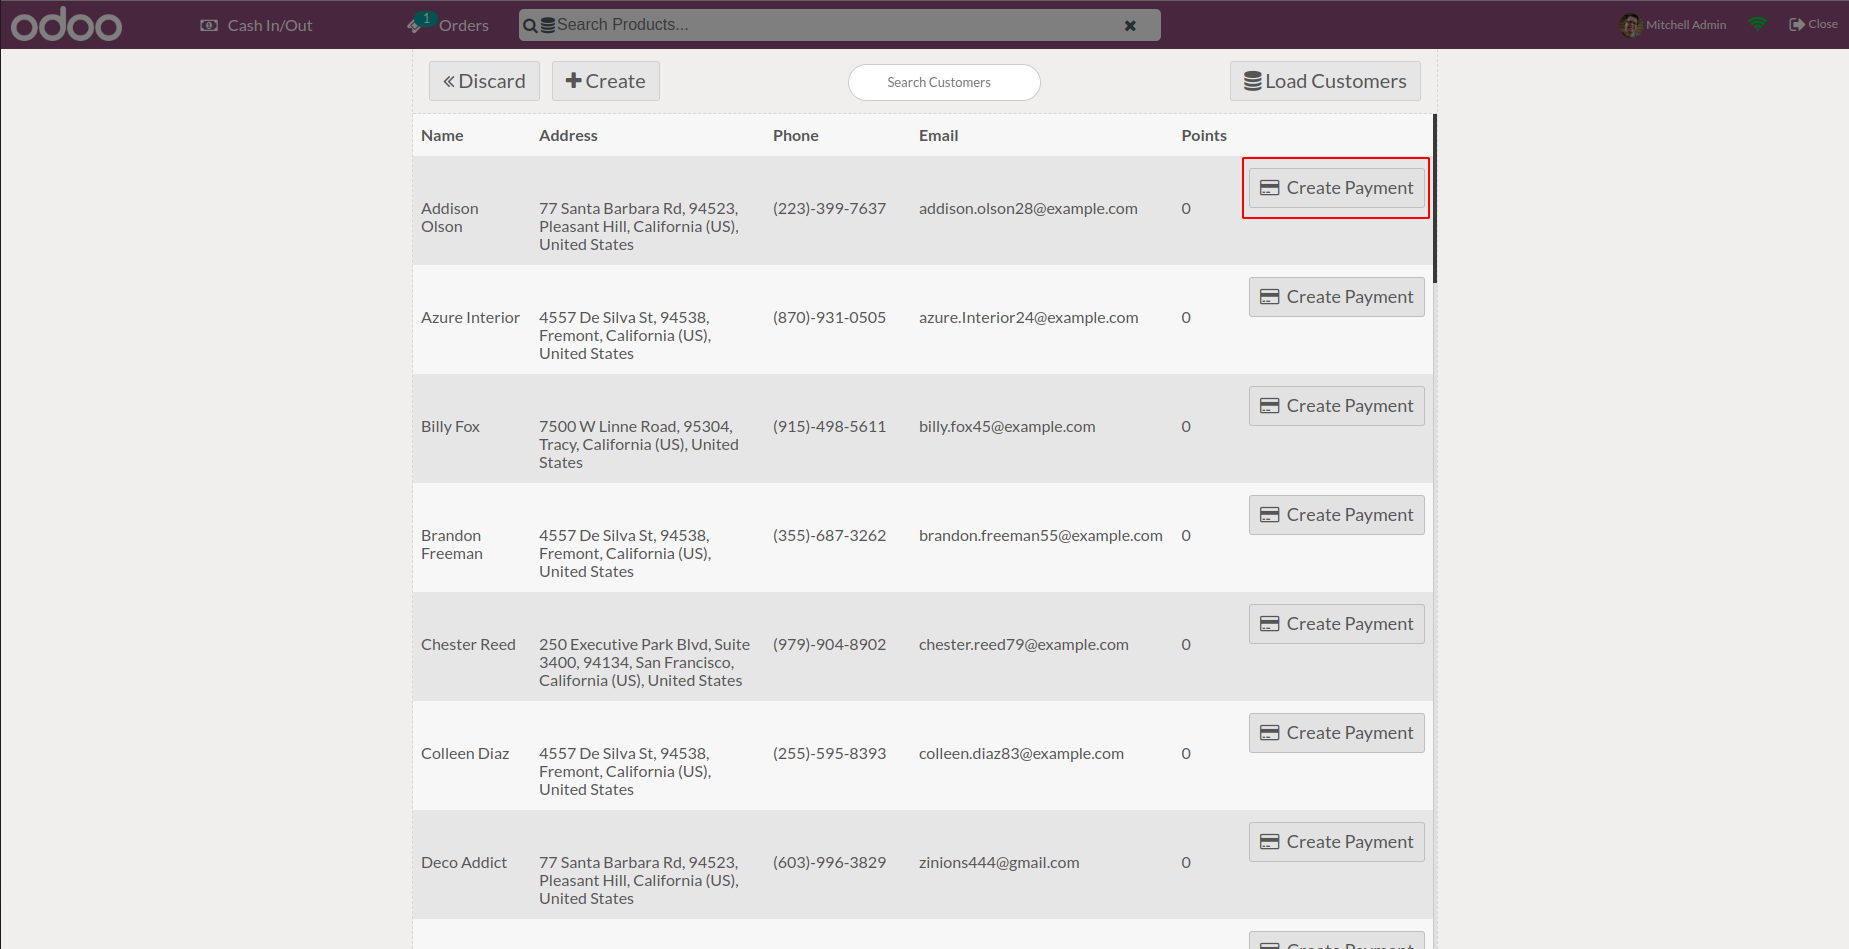 odoo Cash In/Out 1 Orders Search Products... Mitchell Admin Close
Discard Create Search Customers Load Customers
Name Address Phone Email Points
Create Payment
Addison 77 Santa Barbara Rd, 94523, (223)-399-7637 addison.olson28@example.com 0
Olson Pleasant Hill, California (US),
United States
Create Payment
Azure Interior 4557 De Silva St, 94538, (870)-931-0505 azure.Interior24@example.com 0
Fremont, California (US),
United States
Create Payment
Billy Fox 7500 W Linne Road, 95304, (915)-498-5611 billy.fox45@example.com 0
Tracy, California (US), United
States
Create Payment
Brandon 4557 De Silva St, 94538, (355)-687-3262 brandon.freeman55@example.com 0
Freeman Fremont, California (US),
United States
Create Payment
Chester Reed 250 Executive Park Blvd, Suite (979)-904-8902 chester.reed79@example.com 0
3400, 94134, San Francisco,
California (US), United States
Create Payment
Colleen Diaz 4557 De Silva St, 94538, (255)-595-8393 colleen.diaz83@example.com 0
Fremont, California (US),
United States
Create Payment
Deco Addict 77 Santa Barbara Rd, 94523, (603)-996-3829 zinions444@gmail.com 0
Pleasant Hill, California (US),
United States
Create Payment